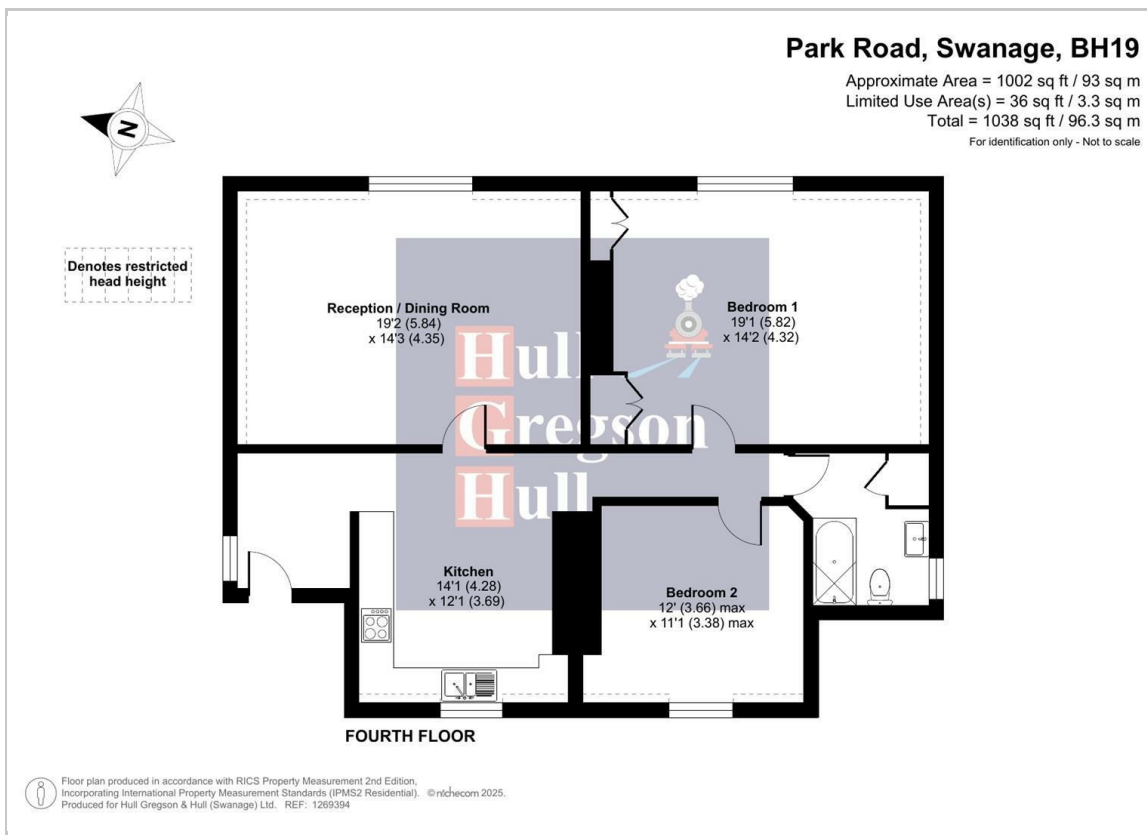 Park Road, Swanage, BH19
Approximate Area = 1002 sq ft / 93 sq m
Limited Use Area(s) = 36 sq ft / 3.3 sq m
Total = 1038 sq ft / 96.3 sq m
For identification only - Not to scale
N
Denotes restricted
head height
Reception / Dining Room
19'2 (5.84)
x 14'3 (4.35)
Bedroom 1
19'1 (5.82)
x 14'2 (4.32)
Hull
Gregson
Hull
Kitchen
14'1 (4.28)
x 12'1 (3.69)
Bedroom 2
12' (3.66) max
x 11'1 (3.38) max
FOURTH FLOOR
Floor plan produced in accordance with RICS Property Measurement 2nd Edition,
Incorporating International Property Measurement Standards (IPMS2 Residential). ©nichecom 2025.
Produced for Hull Gregson & Hull (Swanage) Ltd. REF: 1269394